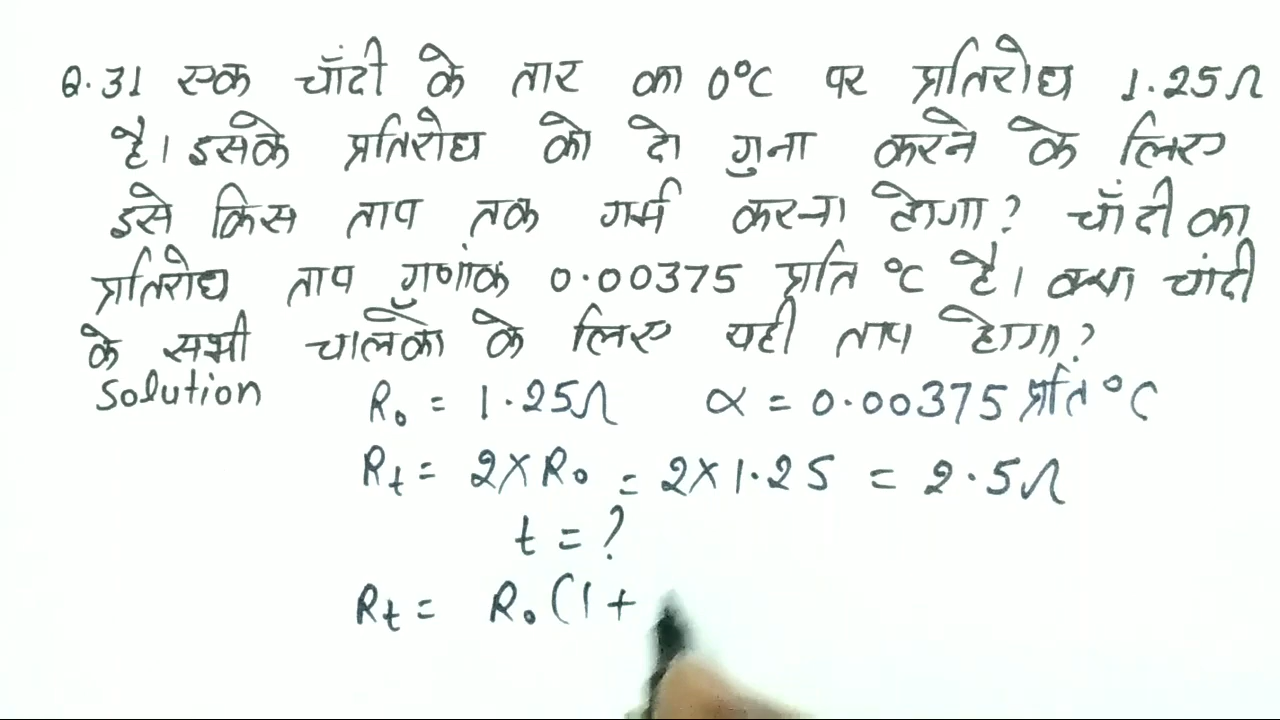 Q.31 एक चाँदी के तार का 0°C पर प्रतिरोध 1.25Ω
है। इसके प्रतिरोध को दो गुना करने के लिए
इसे किस ताप तक गर्म करना होगा? चाँदी का
प्रतिरोध ताप गुणांक 0.00375 प्रति °C है। क्या चांदी
के सभी चालकों के लिए यही ताप होगा?
Solution R₀ = 1.25Ω α = 0.00375 प्रति °C
Rt = 2×R₀ = 2×1.25 = 2.5Ω
t = ?
Rt = R₀(1+